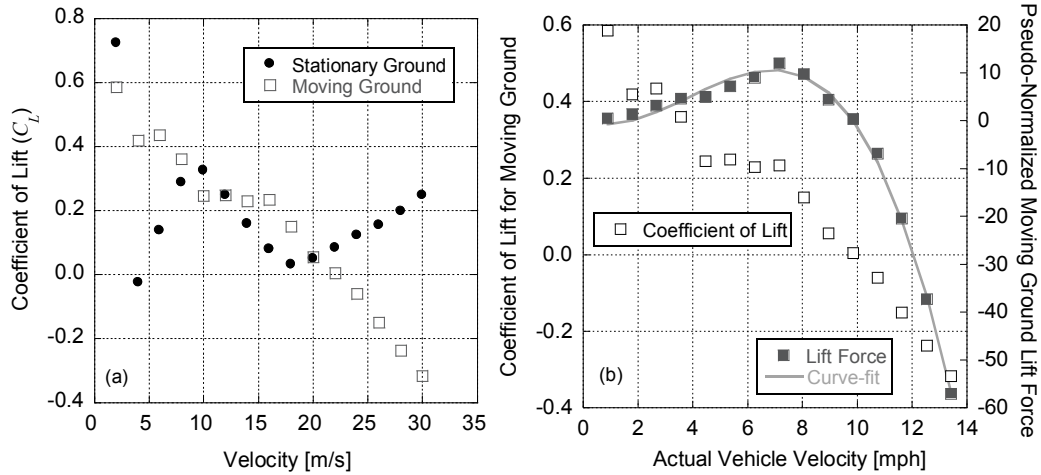 Coefficient of Lift (C_L)
0.8
0.6
0.4
0.2
0.0
-0.2
-0.4
Stationary Ground
Moving Ground
(a)
0 5 10 15 20 25 30 35
Velocity [m/s]
Coefficient of Lift for Moving Ground
0.6
0.4
0.2
0.0
-0.2
-0.4
Coefficient of Lift
Lift Force
Curve-fit
(b)
0 2 4 6 8 10 12 14
Actual Vehicle Velocity [mph]
20
10
0
-10
-20
-30
-40
-50
-60
Pseudo-Normalized Moving Ground Lift Force